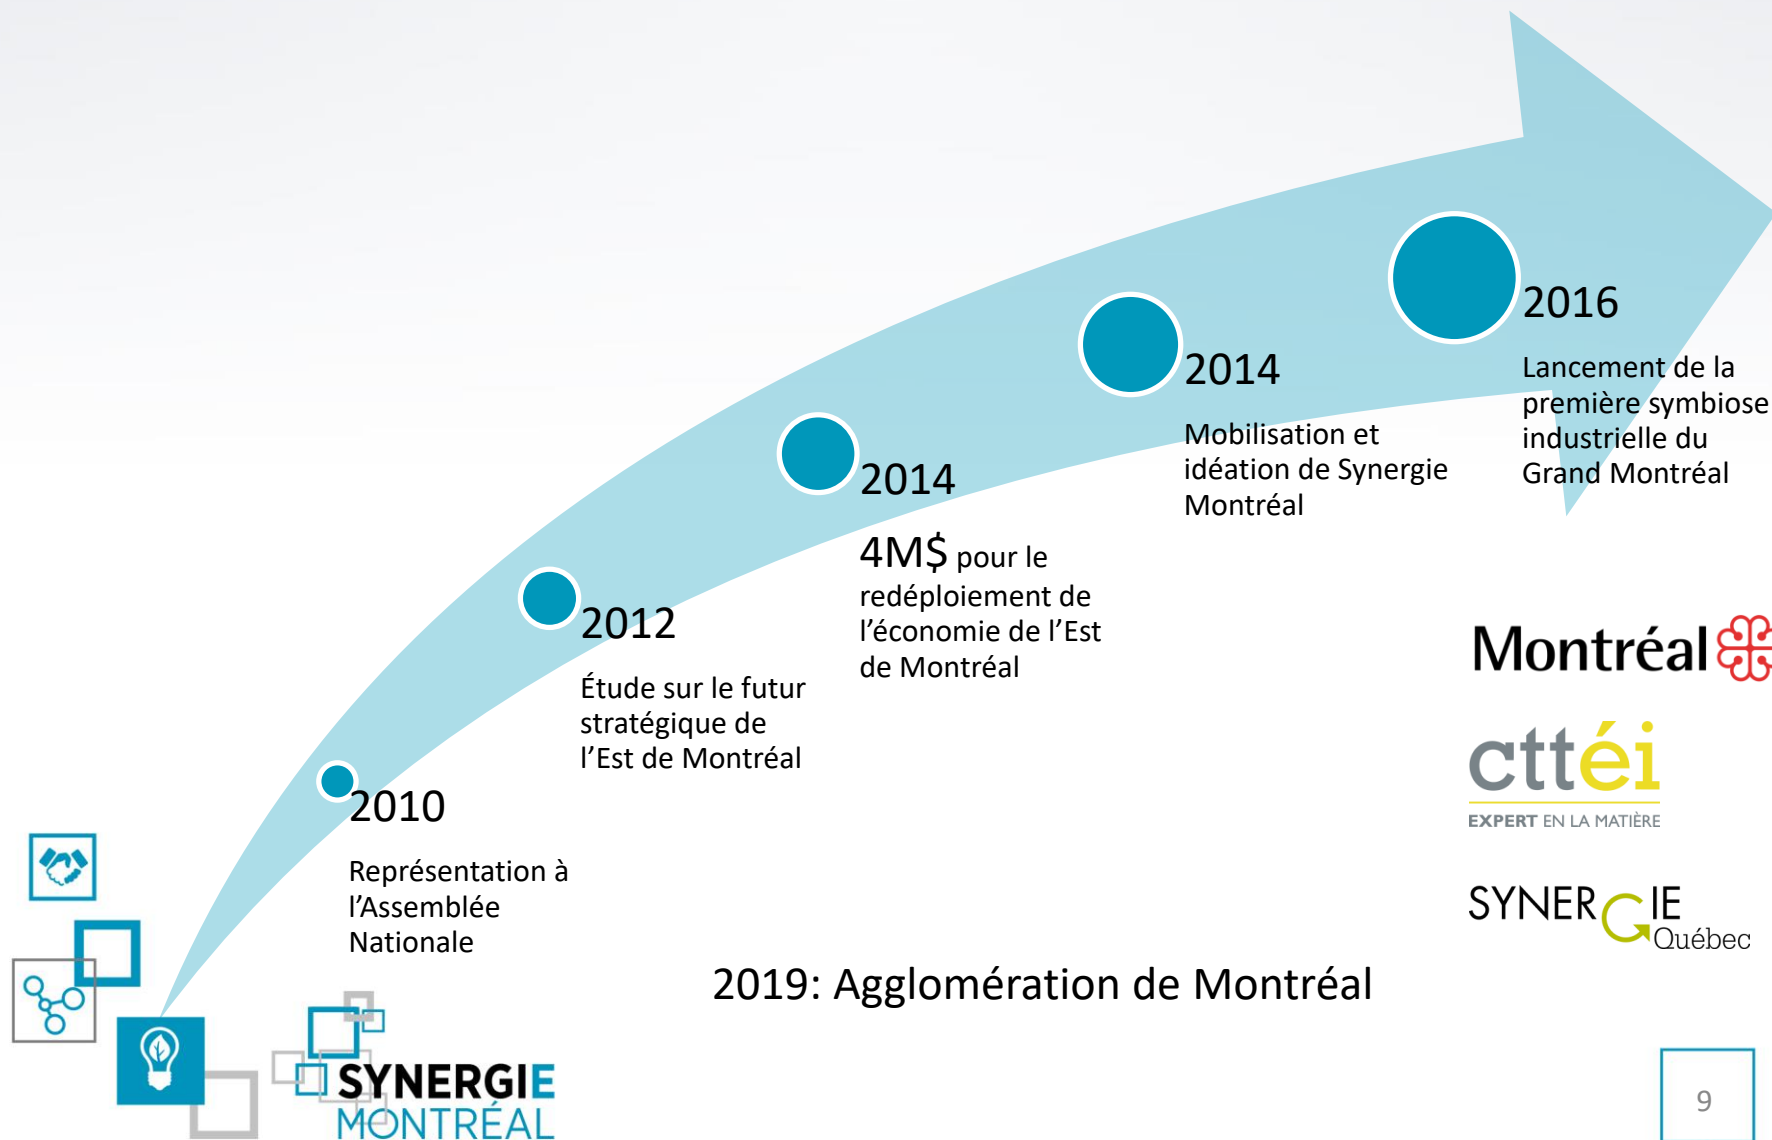 2010
Représentation à
l’Assemblée
Nationale
2012
Étude sur le futur
stratégique de
l’Est de Montréal
2014
4M$ pour le
redéploiement de
l’économie de l’Est
de Montréal
2014
Mobilisation et
idéation de Synergie
Montréal
2016
Lancement de la
première symbiose
industrielle du
Grand Montréal
Montréal
cttéi
EXPERT EN LA MATIÈRE
SYNERGIE
Québec
2019: Agglomération de Montréal
SYNERGIE
MONTRÉAL
9